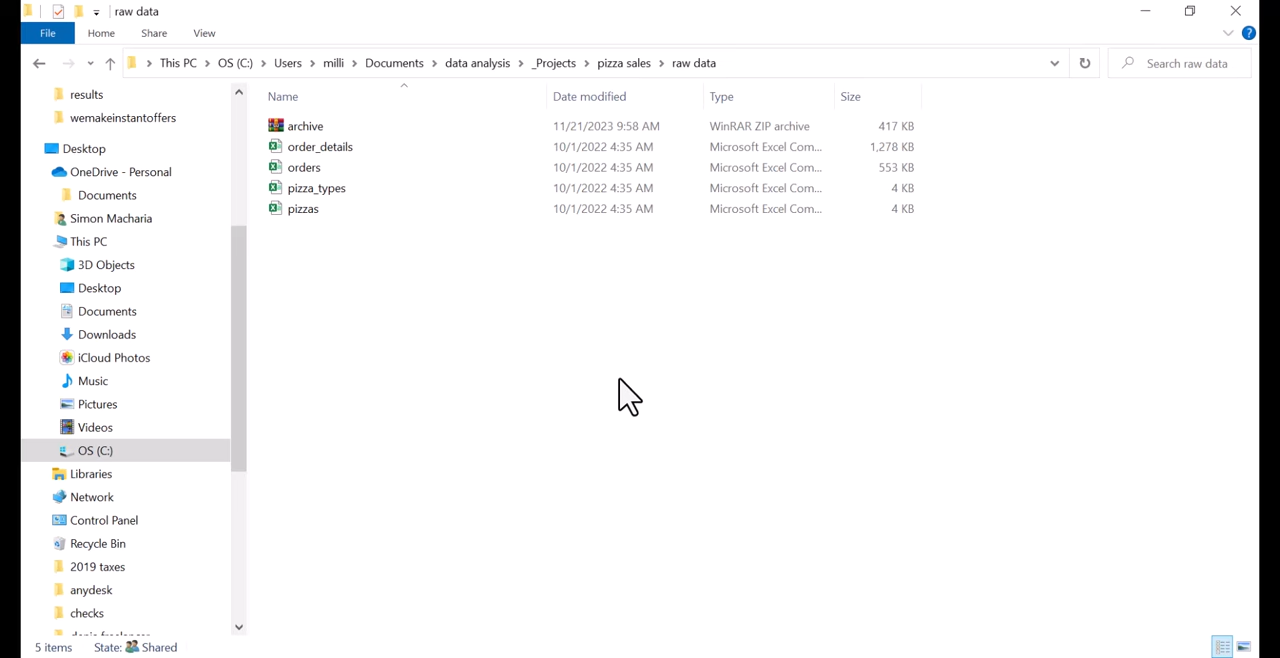 raw data
File Home Share View
This PC OS (C:) Users milli Documents data analysis _Projects pizza sales raw data
Search raw data
results
wemakeinstantoffers
Desktop
OneDrive - Personal
Documents
Simon Macharia
This PC
3D Objects
Desktop
Documents
Downloads
iCloud Photos
Music
Pictures
Videos
OS (C:)
Libraries
Network
Control Panel
Recycle Bin
2019 taxes
anydesk
checks
Name Date modified Type Size
archive 11/21/2023 9:58 AM WinRAR ZIP archive 417 KB
order_details 10/1/2022 4:35 AM Microsoft Excel Com... 1,278 KB
orders 10/1/2022 4:35 AM Microsoft Excel Com... 553 KB
pizza_types 10/1/2022 4:35 AM Microsoft Excel Com... 4 KB
pizzas 10/1/2022 4:35 AM Microsoft Excel Com... 4 KB
5 items State: Shared